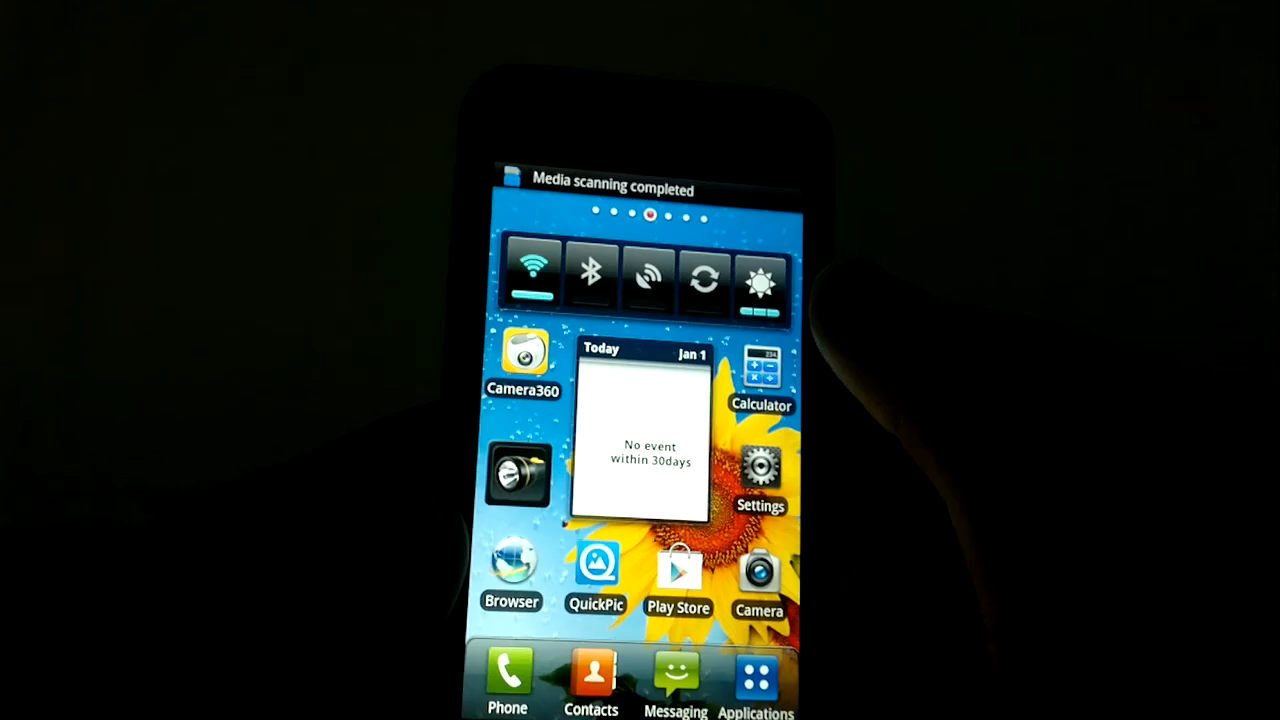 Media scanning completed
Today Jan 1
No event
within 30days
Camera360
Calculator
Settings
Browser QuickPic Play Store Camera
Phone Contacts Messaging Applications